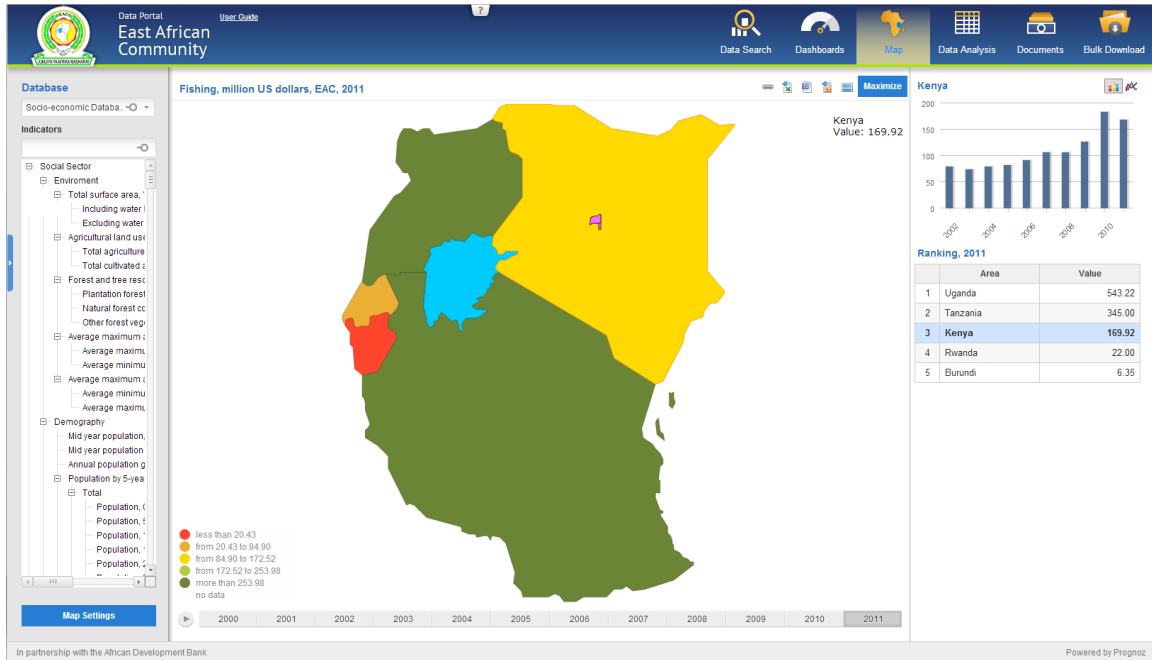 Data Portal
User Guide
?
East African
Community
Data Search
Dashboards
Map
Data Analysis
Documents
Bulk Download
Database
Socio-economic Databa..
Indicators
Social Sector
Enviroment
Total surface area,
Including water
Excluding water
Agricultural land use
Total agriculture
Total cultivated a
Forest and tree reso
Plantation forest
Natural forest co
Other forest veg
Average maximum a
Average maximu
Average minimu
Average maximum a
Average minimu
Average maximu
Demography
Mid year population,
Mid year population
Annual population g
Population by 5-yea
Total
Population, 0
Population, 5
Population, 1
Population, 1
Population, 2
Map Settings
Fishing, million US dollars, EAC, 2011
Maximize
Kenya
Value: 169.92
less than 20.43
from 20.43 to 84.90
from 84.90 to 172.52
from 172.52 to 253.98
more than 253.98
no data
2000 2001 2002 2003 2004 2005 2006 2007 2008 2009 2010 2011
Kenya
200
150
100
50
0
2002 2004 2006 2008 2010
Ranking, 2011
Area Value
1 Uganda 543.22
2 Tanzania 345.00
3 Kenya 169.92
4 Rwanda 22.00
5 Burundi 6.35
In partnership with the African Development Bank
Powered by Prognoz